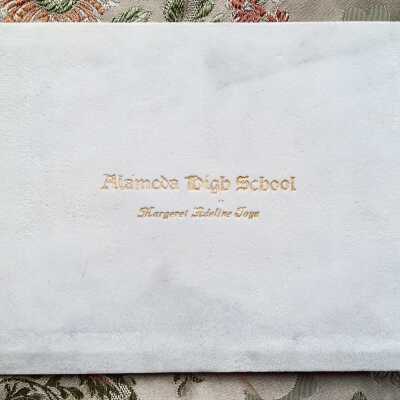 Alameda High School
Margaret Adeline Toye